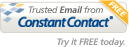 Trusted Email from
FREE
Constant Contact®
Try it FREE today.